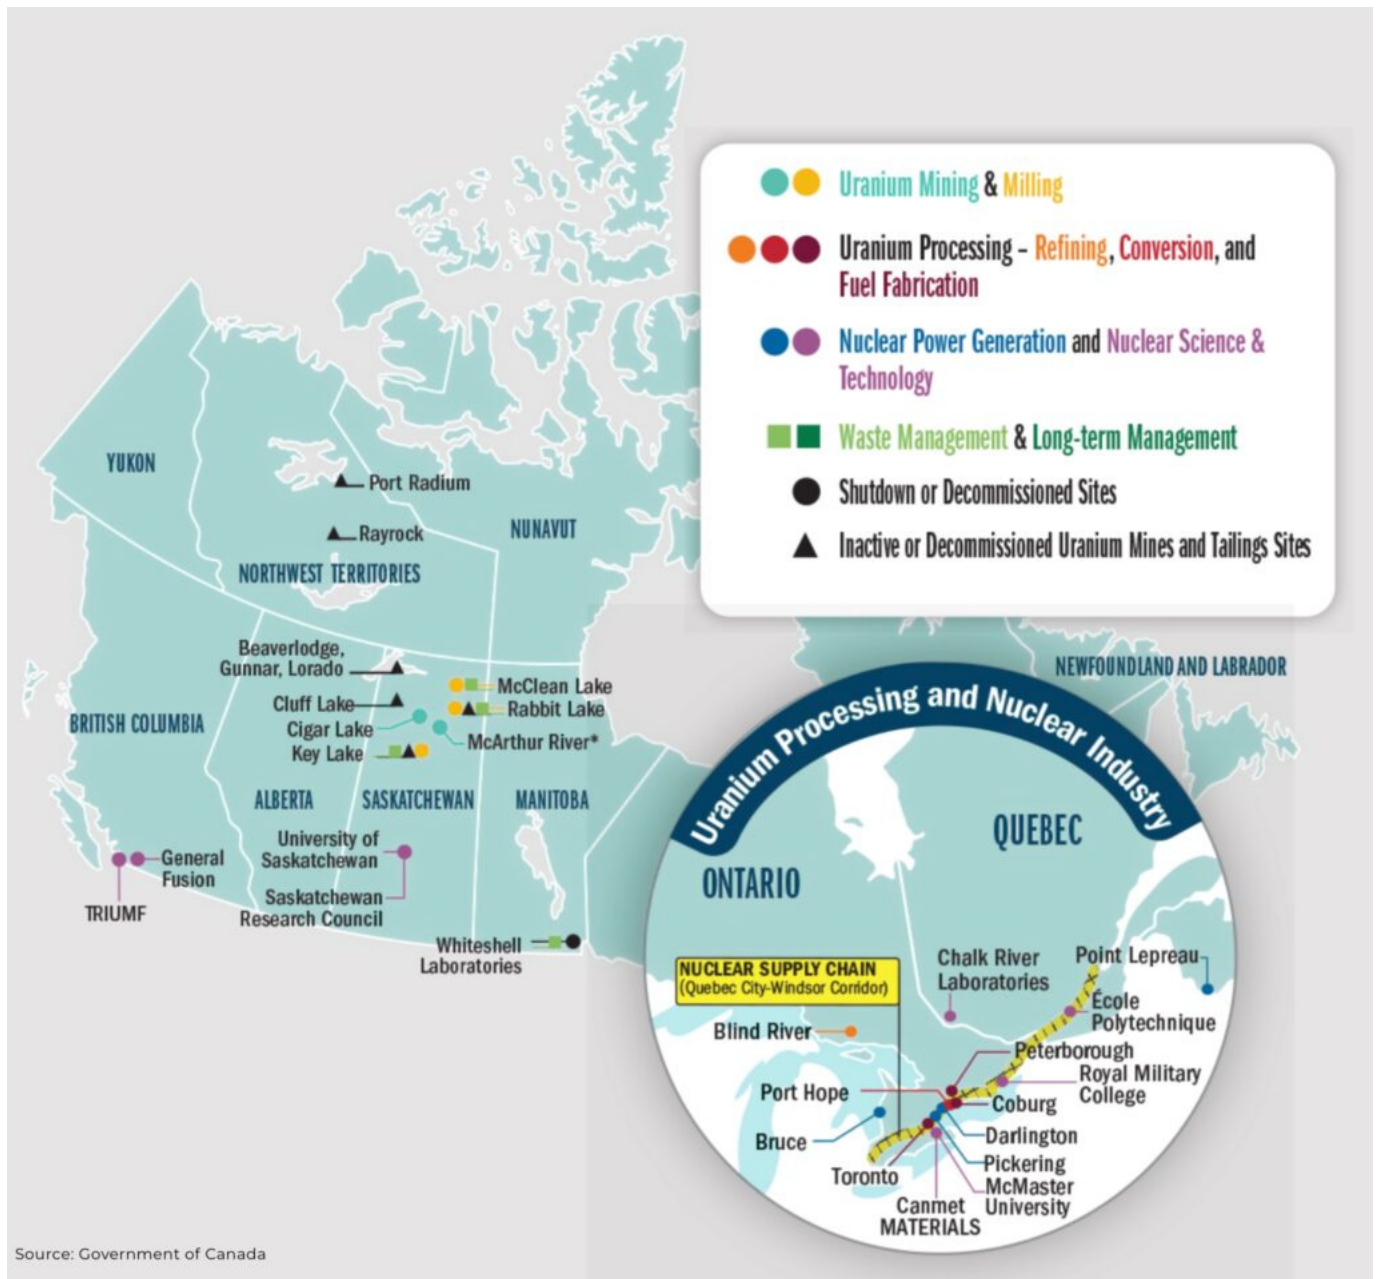 Uranium Mining & Milling
Uranium Processing – Refining, Conversion, and
Fuel Fabrication
Nuclear Power Generation and Nuclear Science &
Technology
Waste Management & Long-term Management
Shutdown or Decommissioned Sites
Inactive or Decommissioned Uranium Mines and Tailings Sites
YUKON
Port Radium
Rayrock
NUNAVUT
NORTHWEST TERRITORIES
Beaverlodge,
Gunnar, Lorado
McClean Lake
Cluff Lake
Rabbit Lake
BRITISH COLUMBIA
Cigar Lake
McArthur River*
Key Lake
ALBERTA
SASKATCHEWAN
MANITOBA
University of
Saskatchewan
General
Fusion
Saskatchewan
Research Council
TRIUMF
Whiteshell
Laboratories
NEWFOUNDLAND AND LABRADOR
Uranium Processing and Nuclear Industry
QUEBEC
ONTARIO
NUCLEAR SUPPLY CHAIN
(Quebec City-Windsor Corridor)
Chalk River
Laboratories
Point Lepreau
École
Polytechnique
Blind River
Peterborough
Royal Military
College
Port Hope
Coburg
Bruce
Darlington
Pickering
Toronto
McMaster
University
Canmet
MATERIALS
Source: Government of Canada